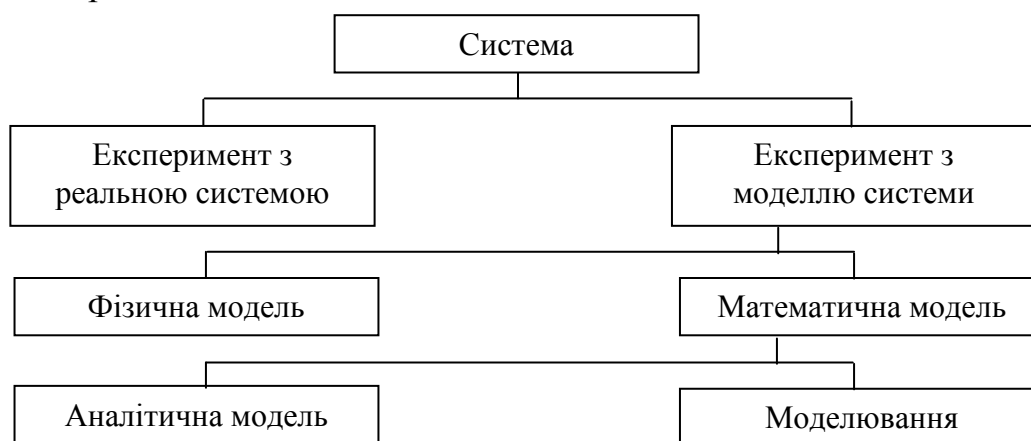 Система
Експеримент з
реальною системою
Експеримент з
моделлю системи
Фізична модель
Математична модель
Аналітична модель
Моделювання